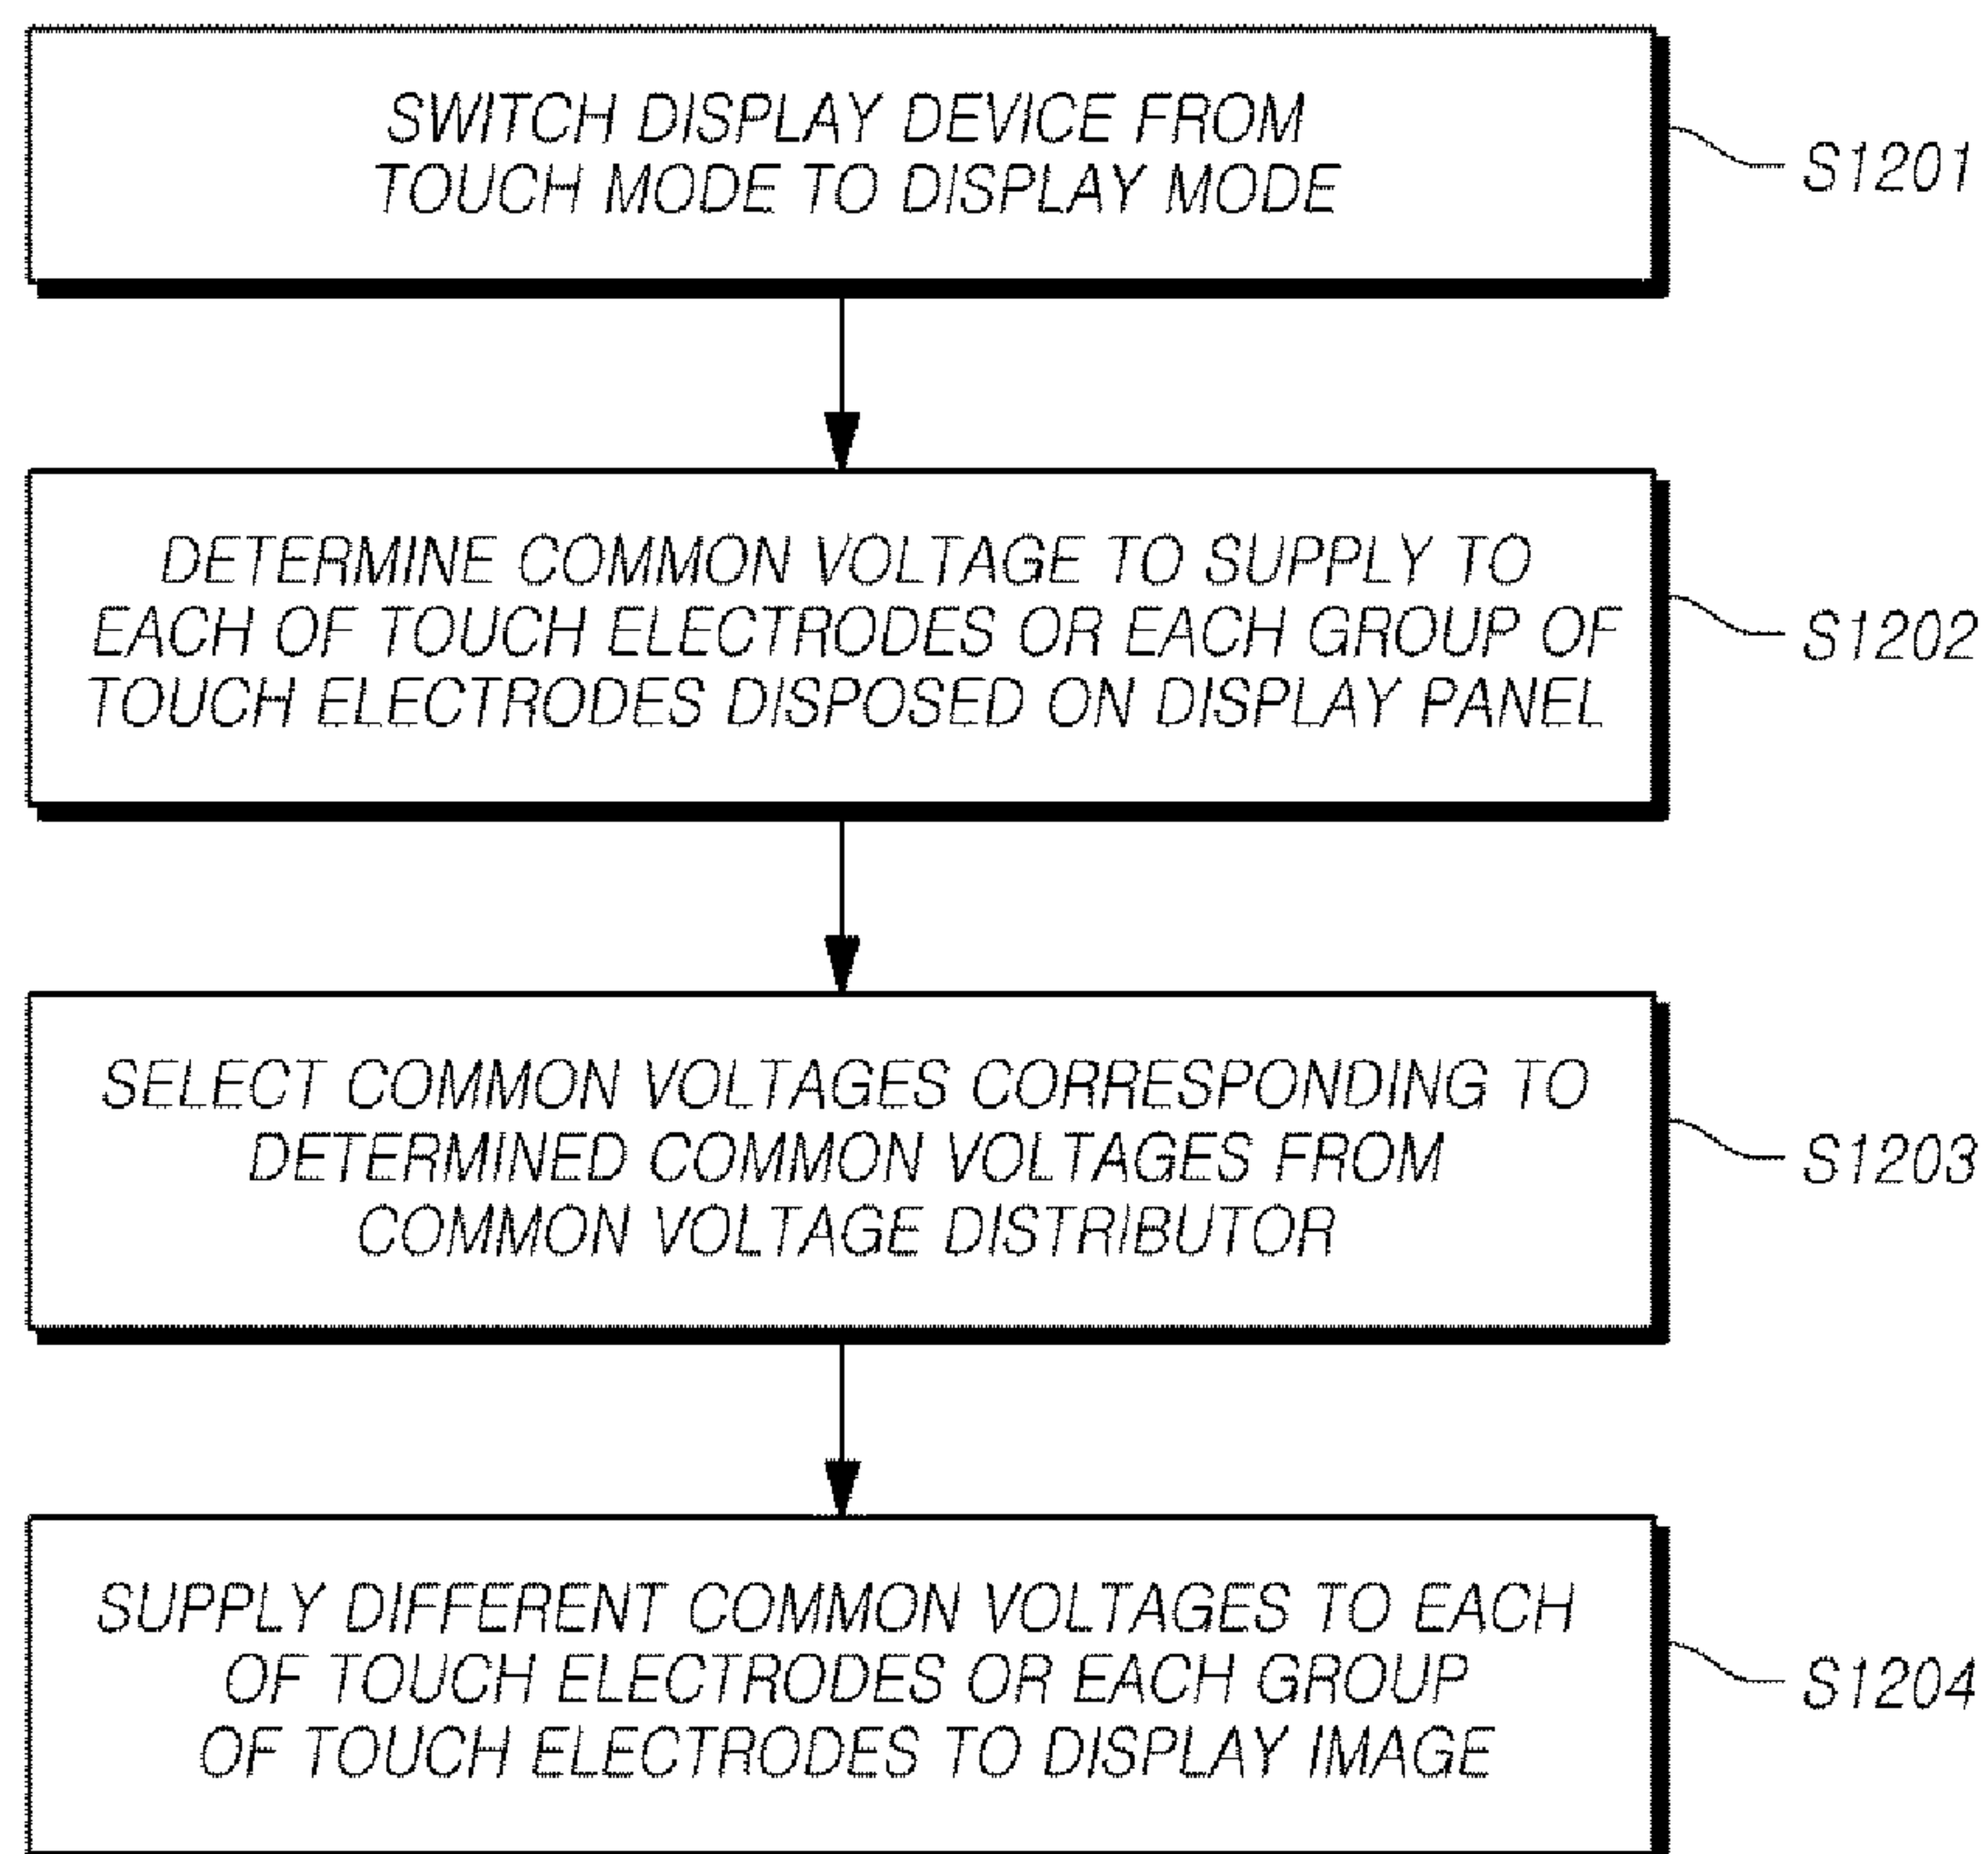 SWITCH DISPLAY DEVICE FROM
TOUCH MODE TO DISPLAY MODE
S1201
DETERMINE COMMON VOLTAGE TO SUPPLY TO
EACH OF TOUCH ELECTRODES OR EACH GROUP OF
TOUCH ELECTRODES DISPOSED ON DISPLAY PANEL
S1202
SELECT COMMON VOLTAGES CORRESPONDING TO
DETERMINED COMMON VOLTAGES FROM
COMMON VOLTAGE DISTRIBUTOR
S1203
SUPPLY DIFFERENT COMMON VOLTAGES TO EACH
OF TOUCH ELECTRODES OR EACH GROUP
OF TOUCH ELECTRODES TO DISPLAY IMAGE
S1204